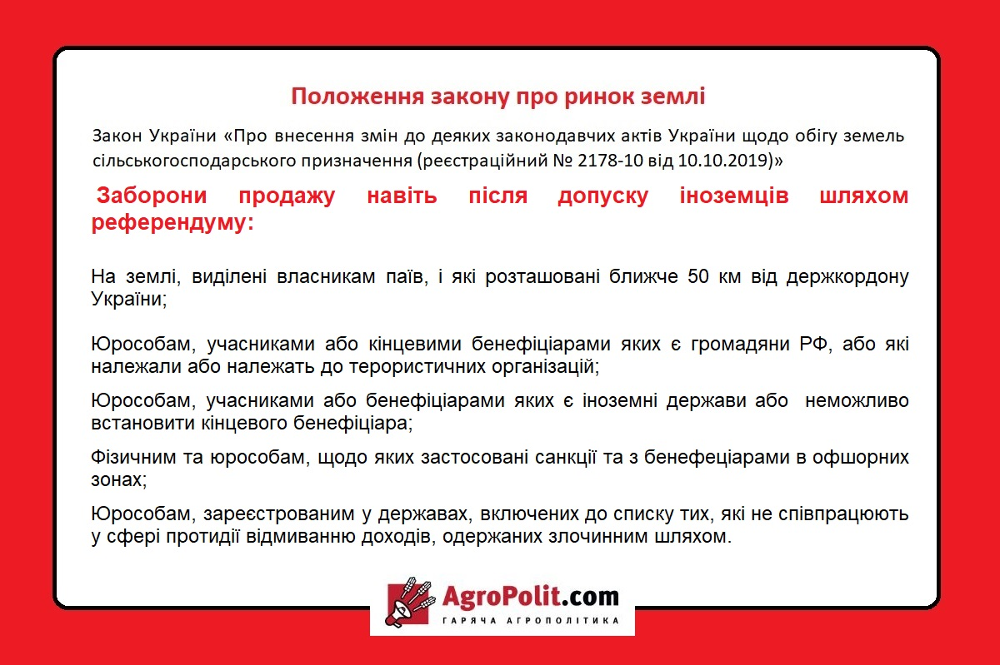 Положення закону про ринок землі
Закон України «Про внесення змін до деяких законодавчих актів України щодо обігу земель
сільськогосподарського призначення (реєстраційний № 2178-10 від 10.10.2019)»
Заборони продажу навіть після допуску іноземців шляхом
референдуму:
На землі, виділені власникам паїв, і які розташовані ближче 50 км від держкордону
України;
Юрособам, учасниками або кінцевими бенефіціарами яких є громадяни РФ, або які
належали або належать до терористичних організацій;
Юрособам, учасниками або бенефіціарами яких є іноземні держави або неможливо
встановити кінцевого бенефіціара;
Фізичним та юрособам, щодо яких застосовані санкції та з бенефеціарами в офшорних
зонах;
Юрособам, зареєстрованим у державах, включених до списку тих, які не співпрацюють
у сфері протидії відмиванню доходів, одержаних злочинним шляхом.
AgroPolit.com
ГАРЯЧА АГРОПОЛІТИКА